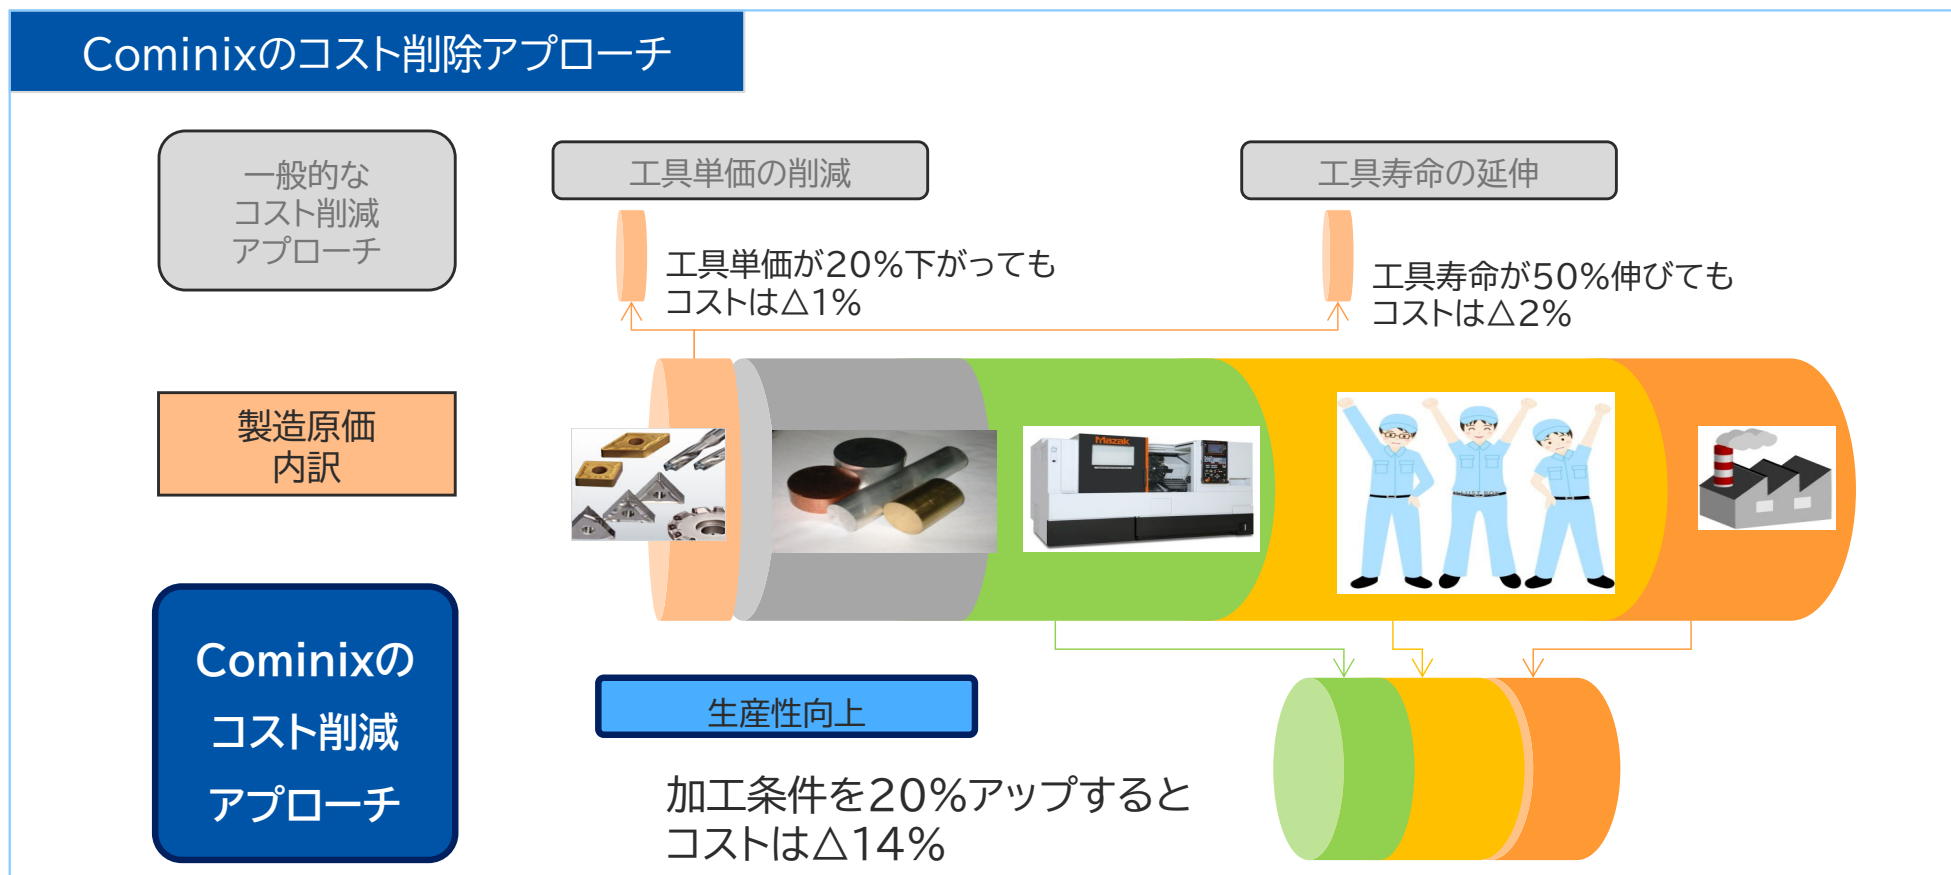 Cominixのコスト削除アプローチ
一般的な
コスト削減
アプローチ
工具単価の削減
工具寿命の延伸
工具単価が20%下がっても
コストは△1%
工具寿命が50%伸びても
コストは△2%
製造原価
内訳
Mazak
Cominixの
コスト削減
アプローチ
生産性向上
加工条件を20%アップすると
コストは△14%